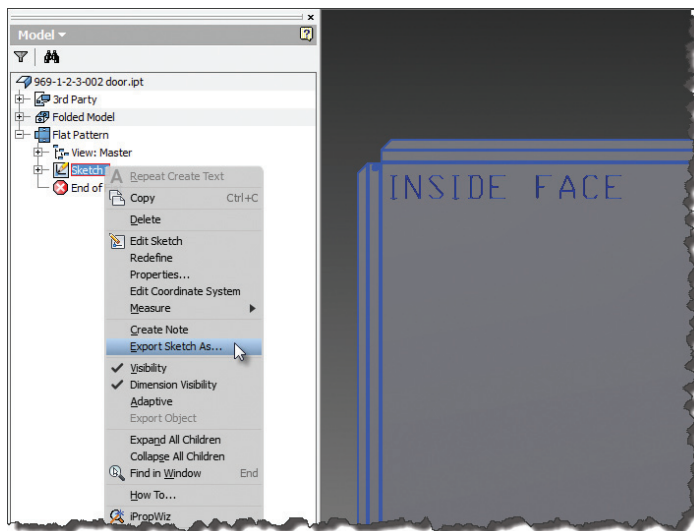 Model
969-1-2-3-002 door.ipt
3rd Party
Folded Model
Flat Pattern
View: Master
Sketch
End of
Repeat Create Text
Copy Ctrl+C
Delete
Edit Sketch
Redefine
Properties...
Edit Coordinate System
Measure
Create Note
Export Sketch As...
Visibility
Dimension Visibility
Adaptive
Export Object
Expand All Children
Collapse All Children
Find in Window End
How To...
iPropWiz
INSIDE FACE